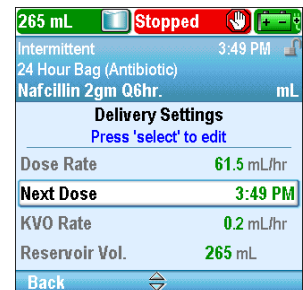 265 mL Stopped
Intermittent 3:49 PM
24 Hour Bag (Antibiotic)
Nafcillin 2gm Q6hr. mL
Delivery Settings
Press 'select' to edit
Dose Rate 61.5 mL/hr
Next Dose 3:49 PM
KVO Rate 0.2 mL/hr
Reservoir Vol. 265 mL
Back